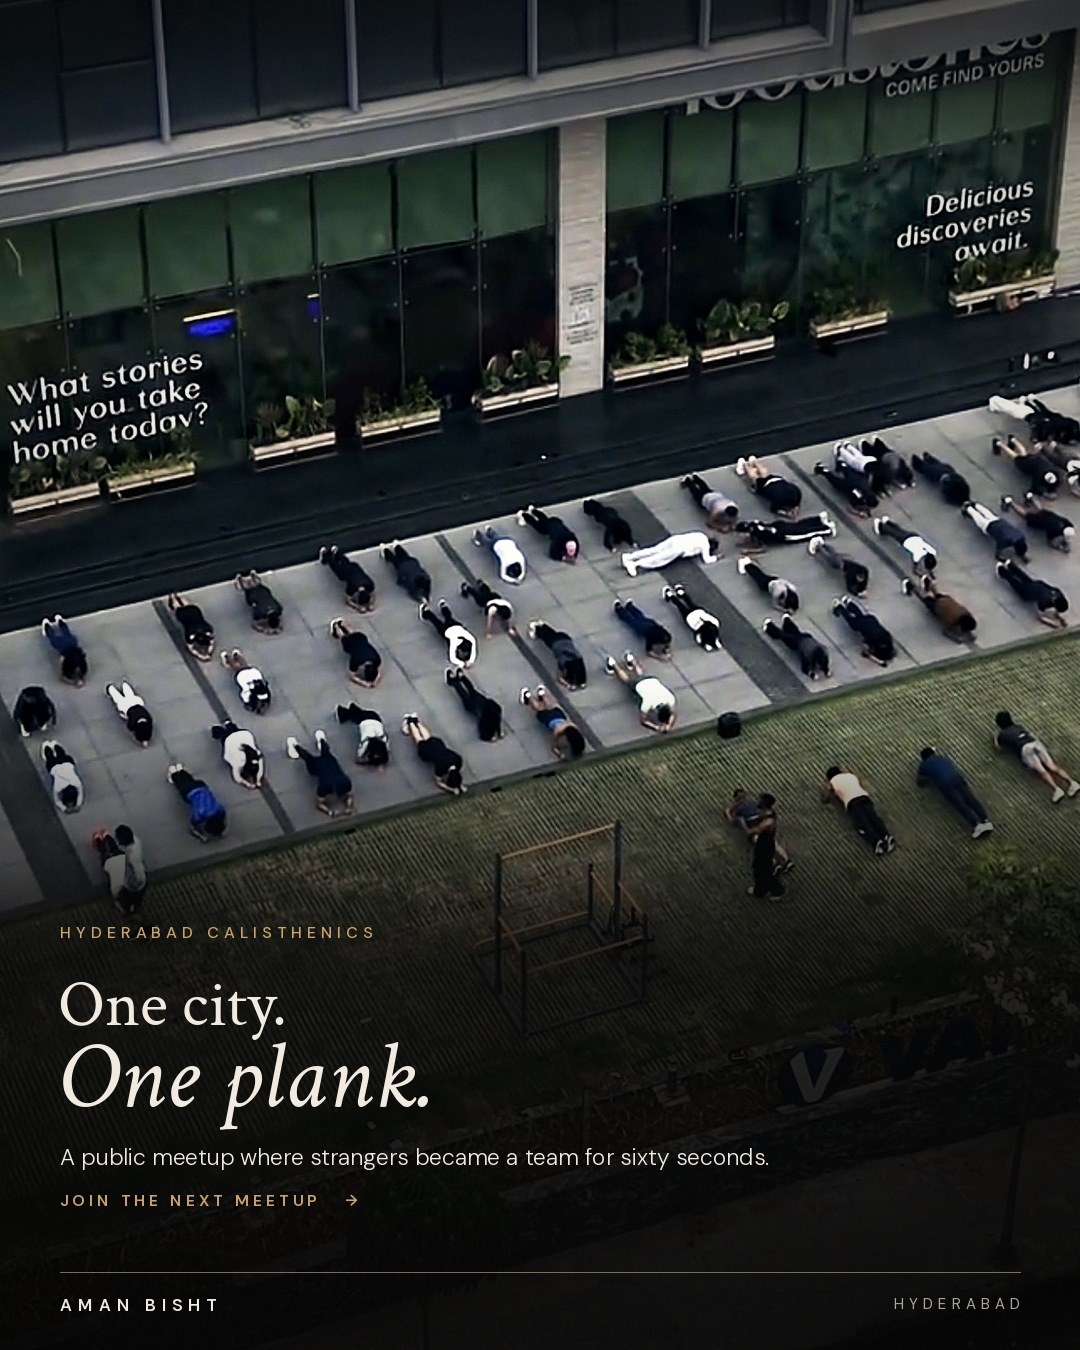 COME FIND YOURS
Delicious
discoveries
await.
What stories
will you take
home today?
HYDERABAD CALISTHENICS
One city.
One plank.
A public meetup where strangers became a team for sixty seconds.
JOIN THE NEXT MEETUP →
AMAN BISHT
HYDERABAD